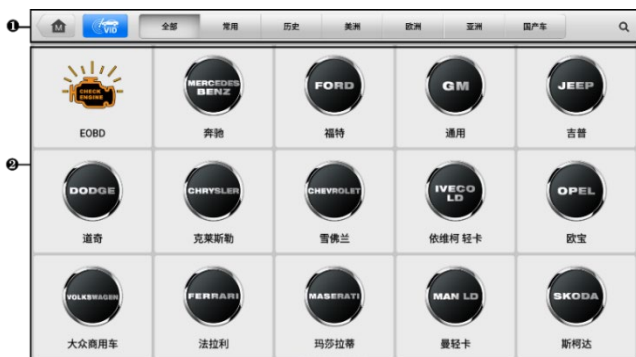 ❶ M VID 全部 常用 历史 美洲 欧洲 亚洲 国产车
❷
CHECK
ENGINE
MERCEDES
BENZ
FORD
GM
JEEP
EOBD 奔驰 福特 通用 吉普
DODGE CHRYSLER CHEVROLET IVECO
LD
OPEL
道奇 克莱斯勒 雪佛兰 依维柯 轻卡 欧宝
VOLKSWAGEN FERRARI MASERATI MAN LD SKODA
大众商用车 法拉利 玛莎拉蒂 曼轻卡 斯柯达